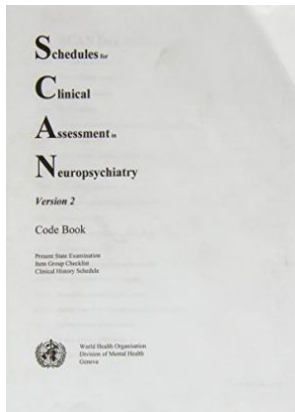 Schedules for
Clinical
Assessment in
Neuropsychiatry
Version 2
Code Book
Present State Examination
Item Group Checklist
Clinical History Schedule
World Health Organisation
Division of Mental Health
Geneva